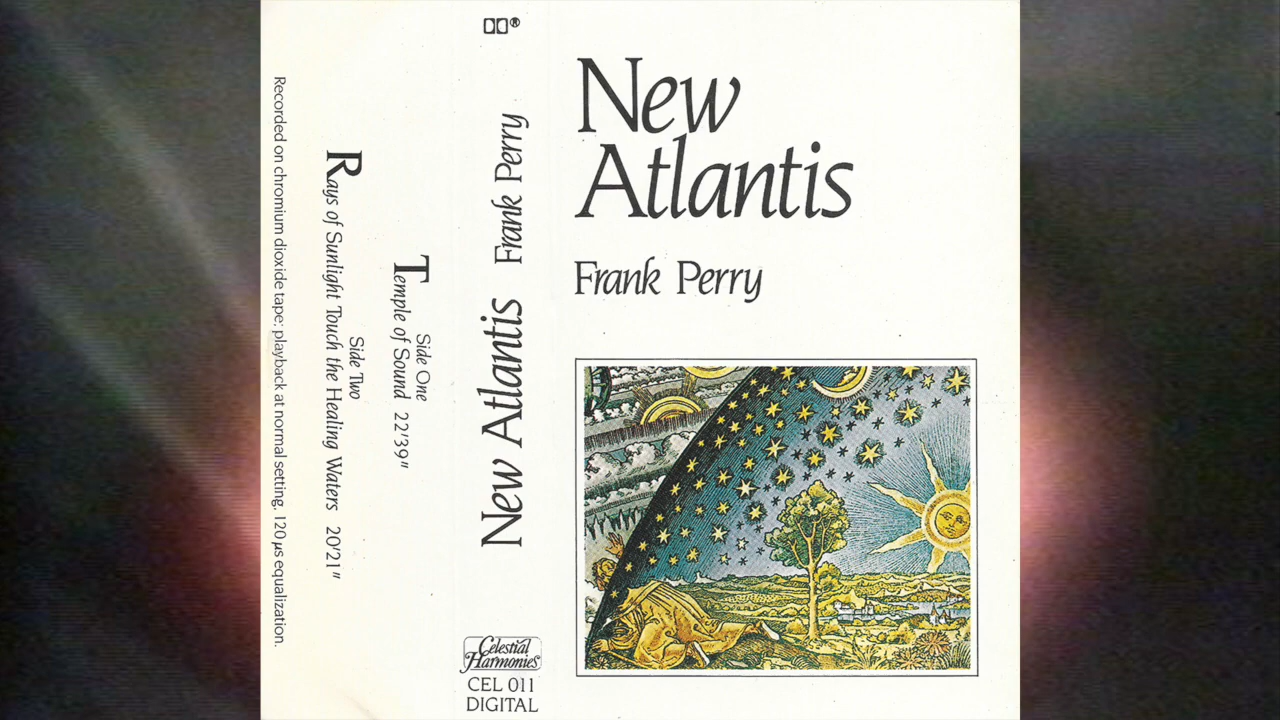 New
Atlantis
Frank Perry
New Atlantis Frank Perry
Celestial
Harmonies
CEL 011
DIGITAL
Side One
Temple of Sound 22'39"
Side Two
Rays of Sunlight Touch the Healing Waters 20'21"
Recorded on chromium dioxide tape; playback at normal setting, 120 µs equalization.